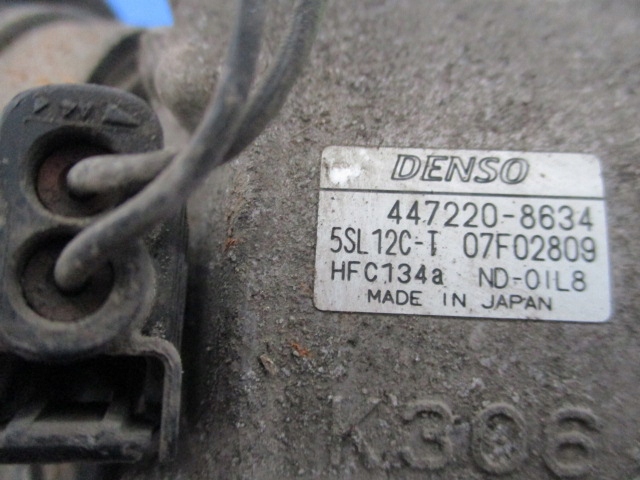 DENSO
447220-8634
5SL12C-T 07F02809
HFC134a ND-OIL8
MADE IN JAPAN
K306